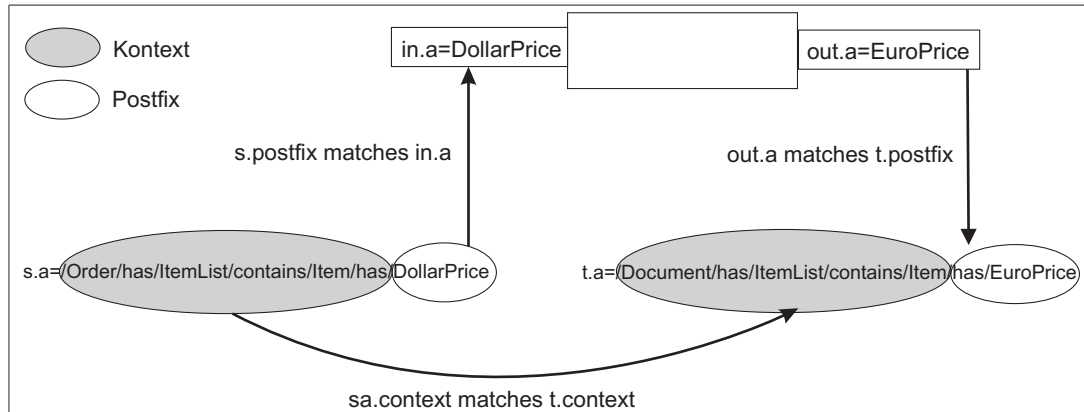 Kontext
Postfix
in.a=DollarPrice
out.a=EuroPrice
s.postfix matches in.a
out.a matches t.postfix
s.a=/Order/has/ItemList/contains/Item/has/DollarPrice
t.a=/Document/has/ItemList/contains/Item/has/EuroPrice
sa.context matches t.context